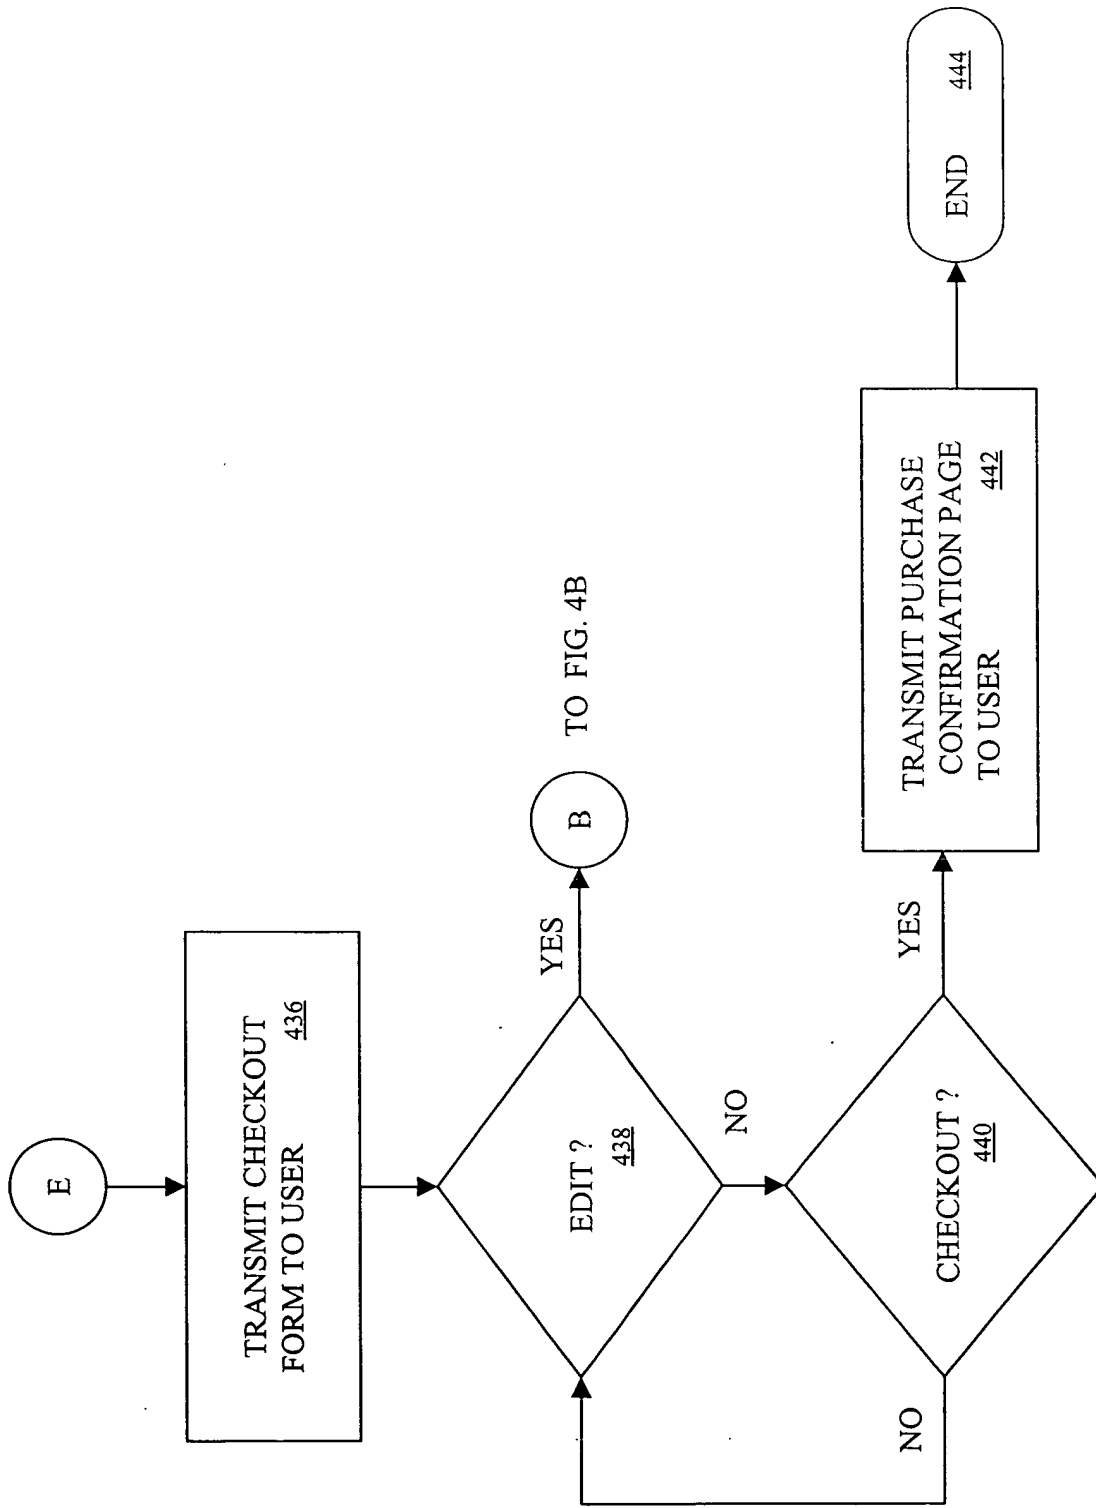 E
TRANSMIT CHECKOUT
FORM TO USER
436
EDIT ?
438
YES
B
TO FIG. 4B
NO
CHECKOUT ?
440
NO
YES
TRANSMIT PURCHASE
CONFIRMATION PAGE
TO USER
442
END
444